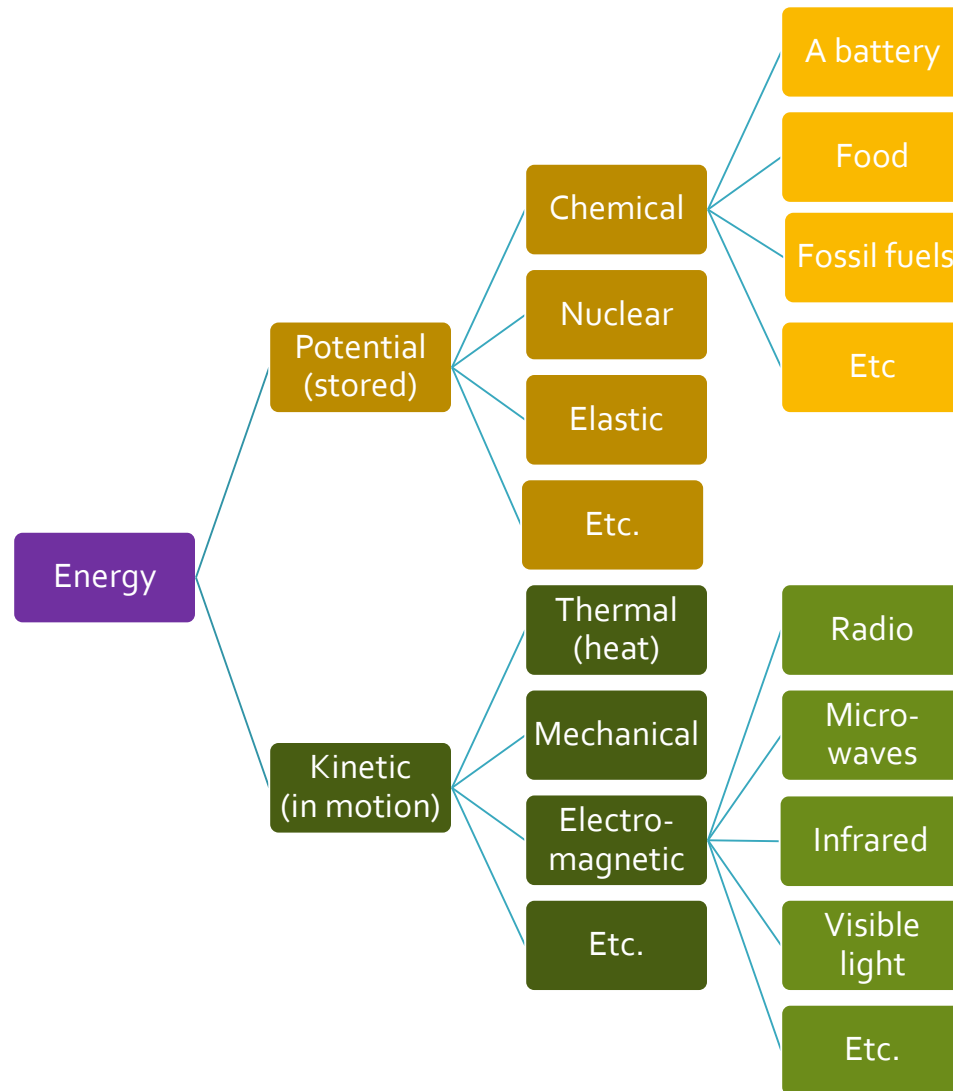 Energy
Potential
(stored)
Chemical
A battery
Food
Fossil fuels
Etc
Nuclear
Elastic
Etc.
Kinetic
(in motion)
Thermal
(heat)
Mechanical
Electro-
magnetic
Radio
Micro-
waves
Infrared
Visible
light
Etc.
Etc.